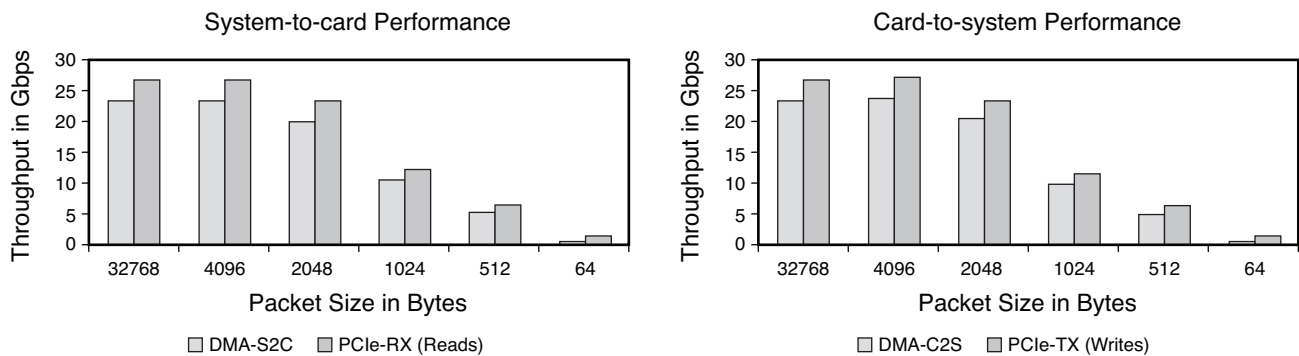 System-to-card Performance
Throughput in Gbps
30
25
20
15
10
5
0
32768 4096 2048 1024 512 64
Packet Size in Bytes
DMA-S2C PCIe-RX (Reads)
Card-to-system Performance
Throughput in Gbps
30
25
20
15
10
5
0
32768 4096 2048 1024 512 64
Packet Size in Bytes
DMA-C2S PCIe-TX (Writes)